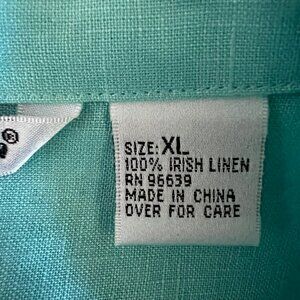 SIZE: XL
100% IRISH LINEN
RN 96639
MADE IN CHINA
OVER FOR CARE
®